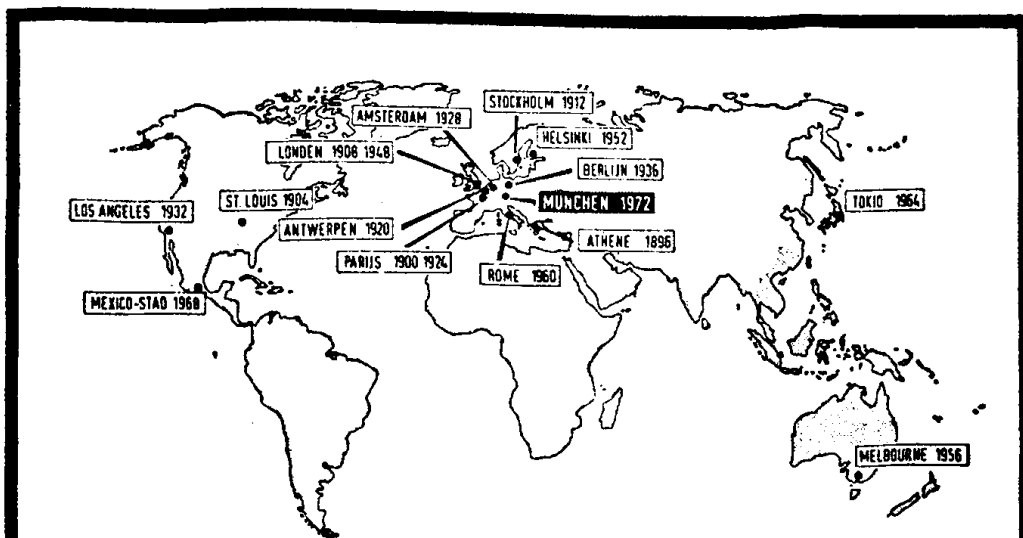 STOCKHOLM 1912
AMSTERDAM 1928
HELSINKI 1952
LONDEN 1908 1948
BERLIJN 1936
MÜNCHEN 1972
LOS ANGELES 1932
ST. LOUIS 1904
TOKIO 1964
ANTWERPEN 1920
ATHENE 1896
PARIJS 1900 1924
ROME 1960
MEXICO-STAD 1968
MELBOURNE 1956